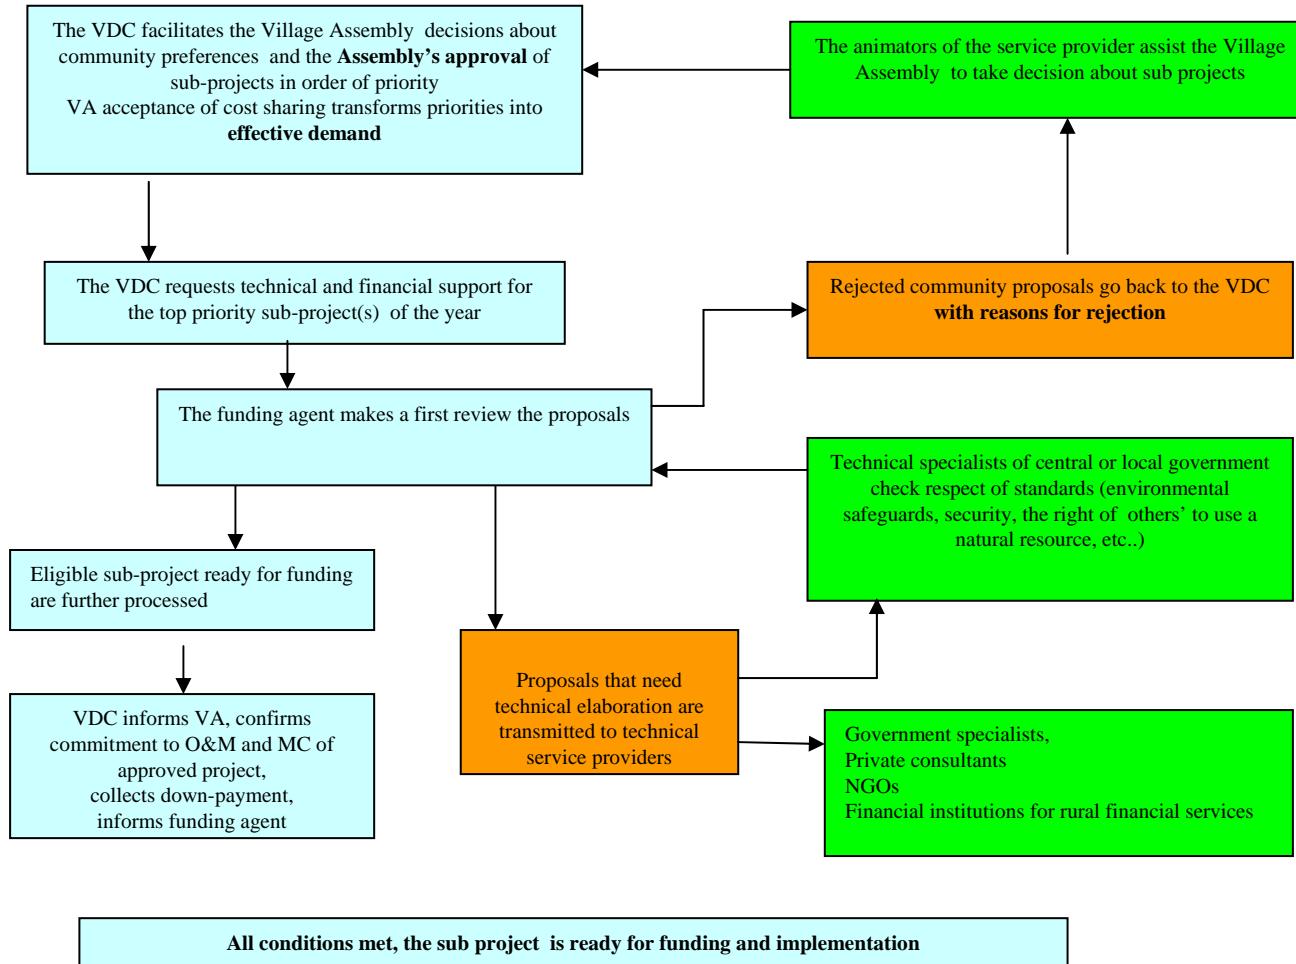 The VDC facilitates the Village Assembly decisions about
community preferences and the Assembly's approval of
sub-projects in order of priority
VA acceptance of cost sharing transforms priorities into
effective demand
The animators of the service provider assist the Village
Assembly to take decision about sub projects
The VDC requests technical and financial support for
the top priority sub-project(s) of the year
Rejected community proposals go back to the VDC
with reasons for rejection
The funding agent makes a first review the proposals
Technical specialists of central or local government
check respect of standards (environmental
safeguards, security, the right of others' to use a
natural resource, etc..)
Eligible sub-project ready for funding
are further processed
Proposals that need
technical elaboration are
transmitted to technical
service providers
VDC informs VA, confirms
commitment to O&M and MC of
approved project,
collects down-payment,
informs funding agent
Government specialists,
Private consultants
NGOs
Financial institutions for rural financial services
All conditions met, the sub project is ready for funding and implementation